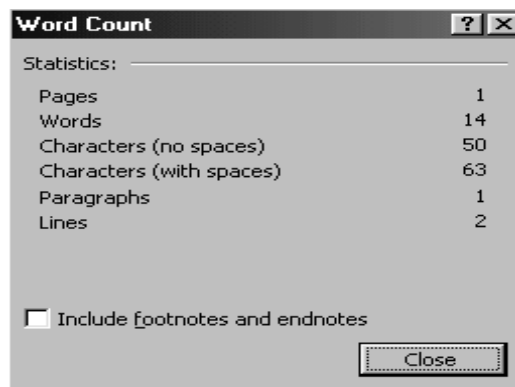 Word Count
Statistics:
Pages 1
Words 14
Characters (no spaces) 50
Characters (with spaces) 63
Paragraphs 1
Lines 2
Include footnotes and endnotes
Close